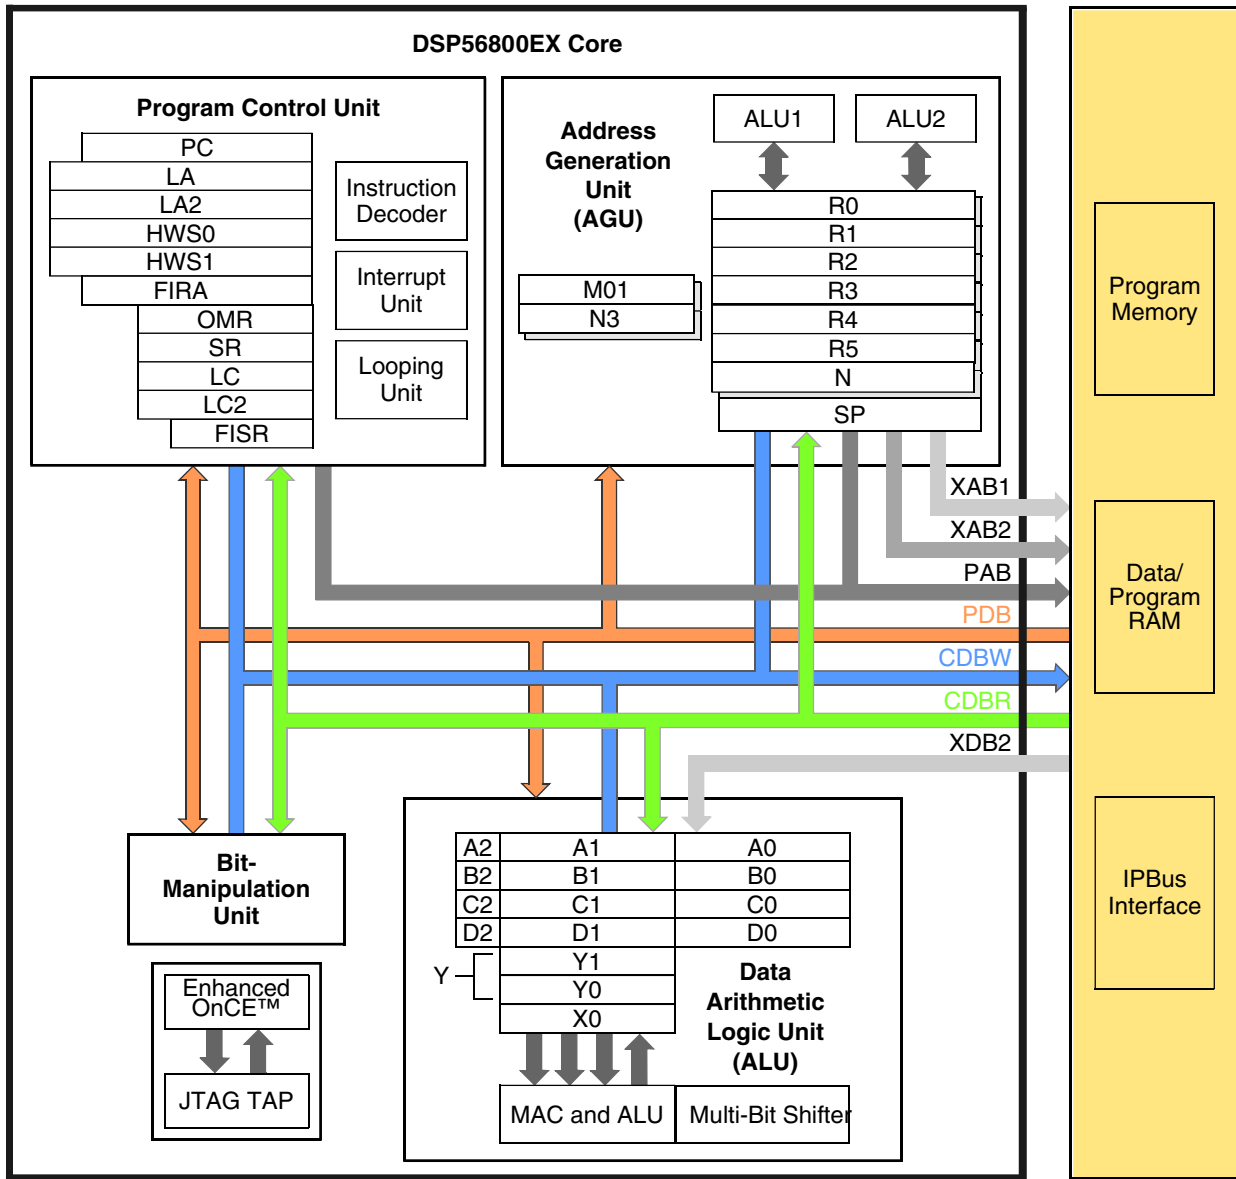 DSP56800EX Core
Program Control Unit
PC
LA
LA2
HWS0
HWS1
FIRA
OMR
SR
LC
LC2
FISR
Instruction
Decoder
Interrupt
Unit
Looping
Unit
Address
Generation
Unit
(AGU)
ALU1
ALU2
M01
N3
R0
R1
R2
R3
R4
R5
N
SP
XAB1
XAB2
PAB
PDB
CDBW
CDBR
XDB2
Program
Memory
Data/
Program
RAM
IPBus
Interface
Bit-
Manipulation
Unit
Enhanced
OnCE™
JTAG TAP
A2 A1 A0
B2 B1 B0
C2 C1 C0
D2 D1 D0
Y
Y1
Y0
X0
Data
Arithmetic
Logic Unit
(ALU)
MAC and ALU
Multi-Bit Shifter